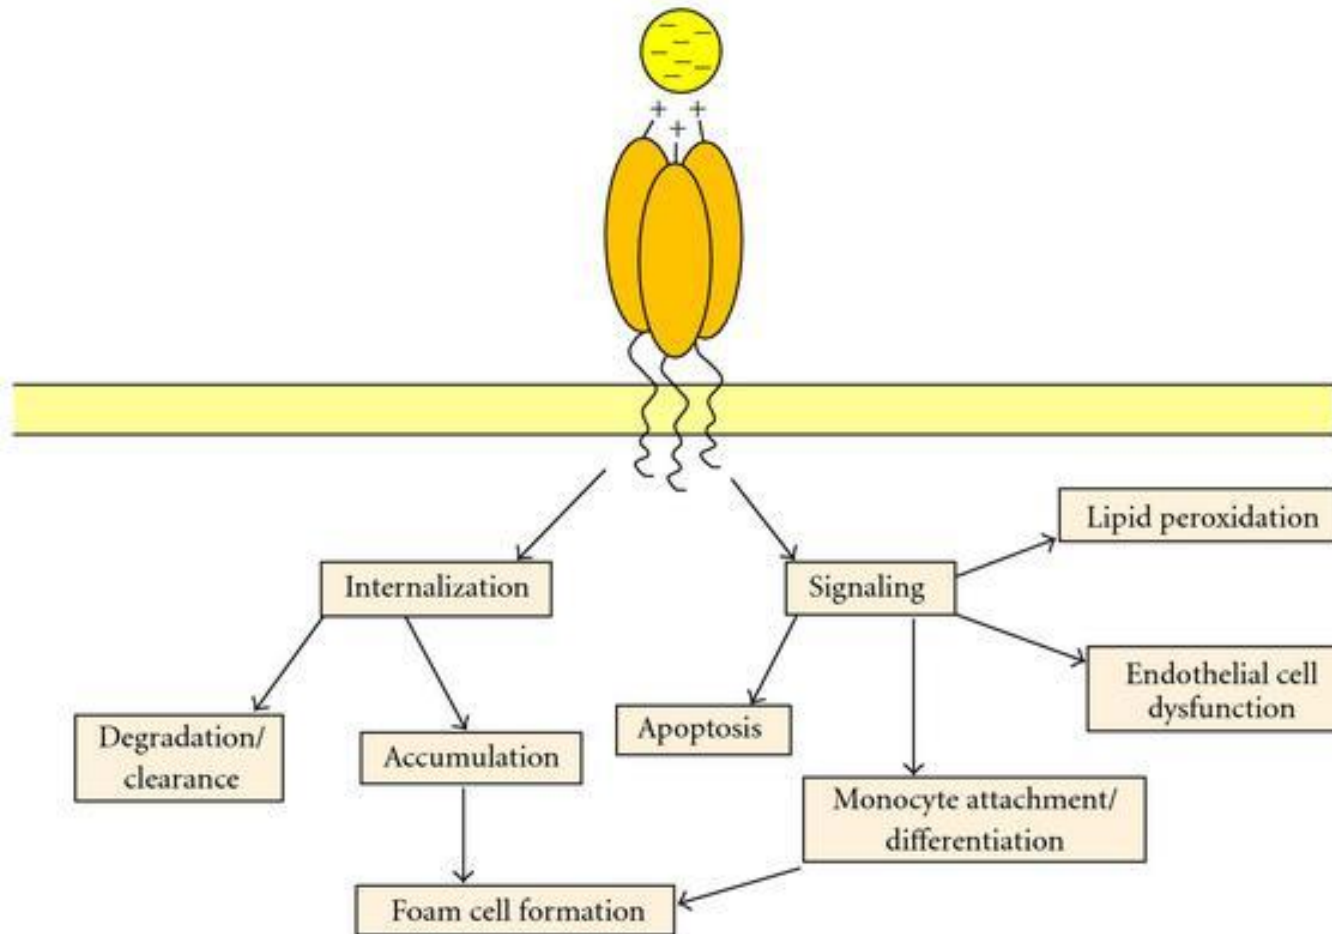 + +
+
Lipid peroxidation
Internalization
Signaling
Endothelial cell
dysfunction
Degradation/
clearance
Accumulation
Apoptosis
Monocyte attachment/
differentiation
Foam cell formation